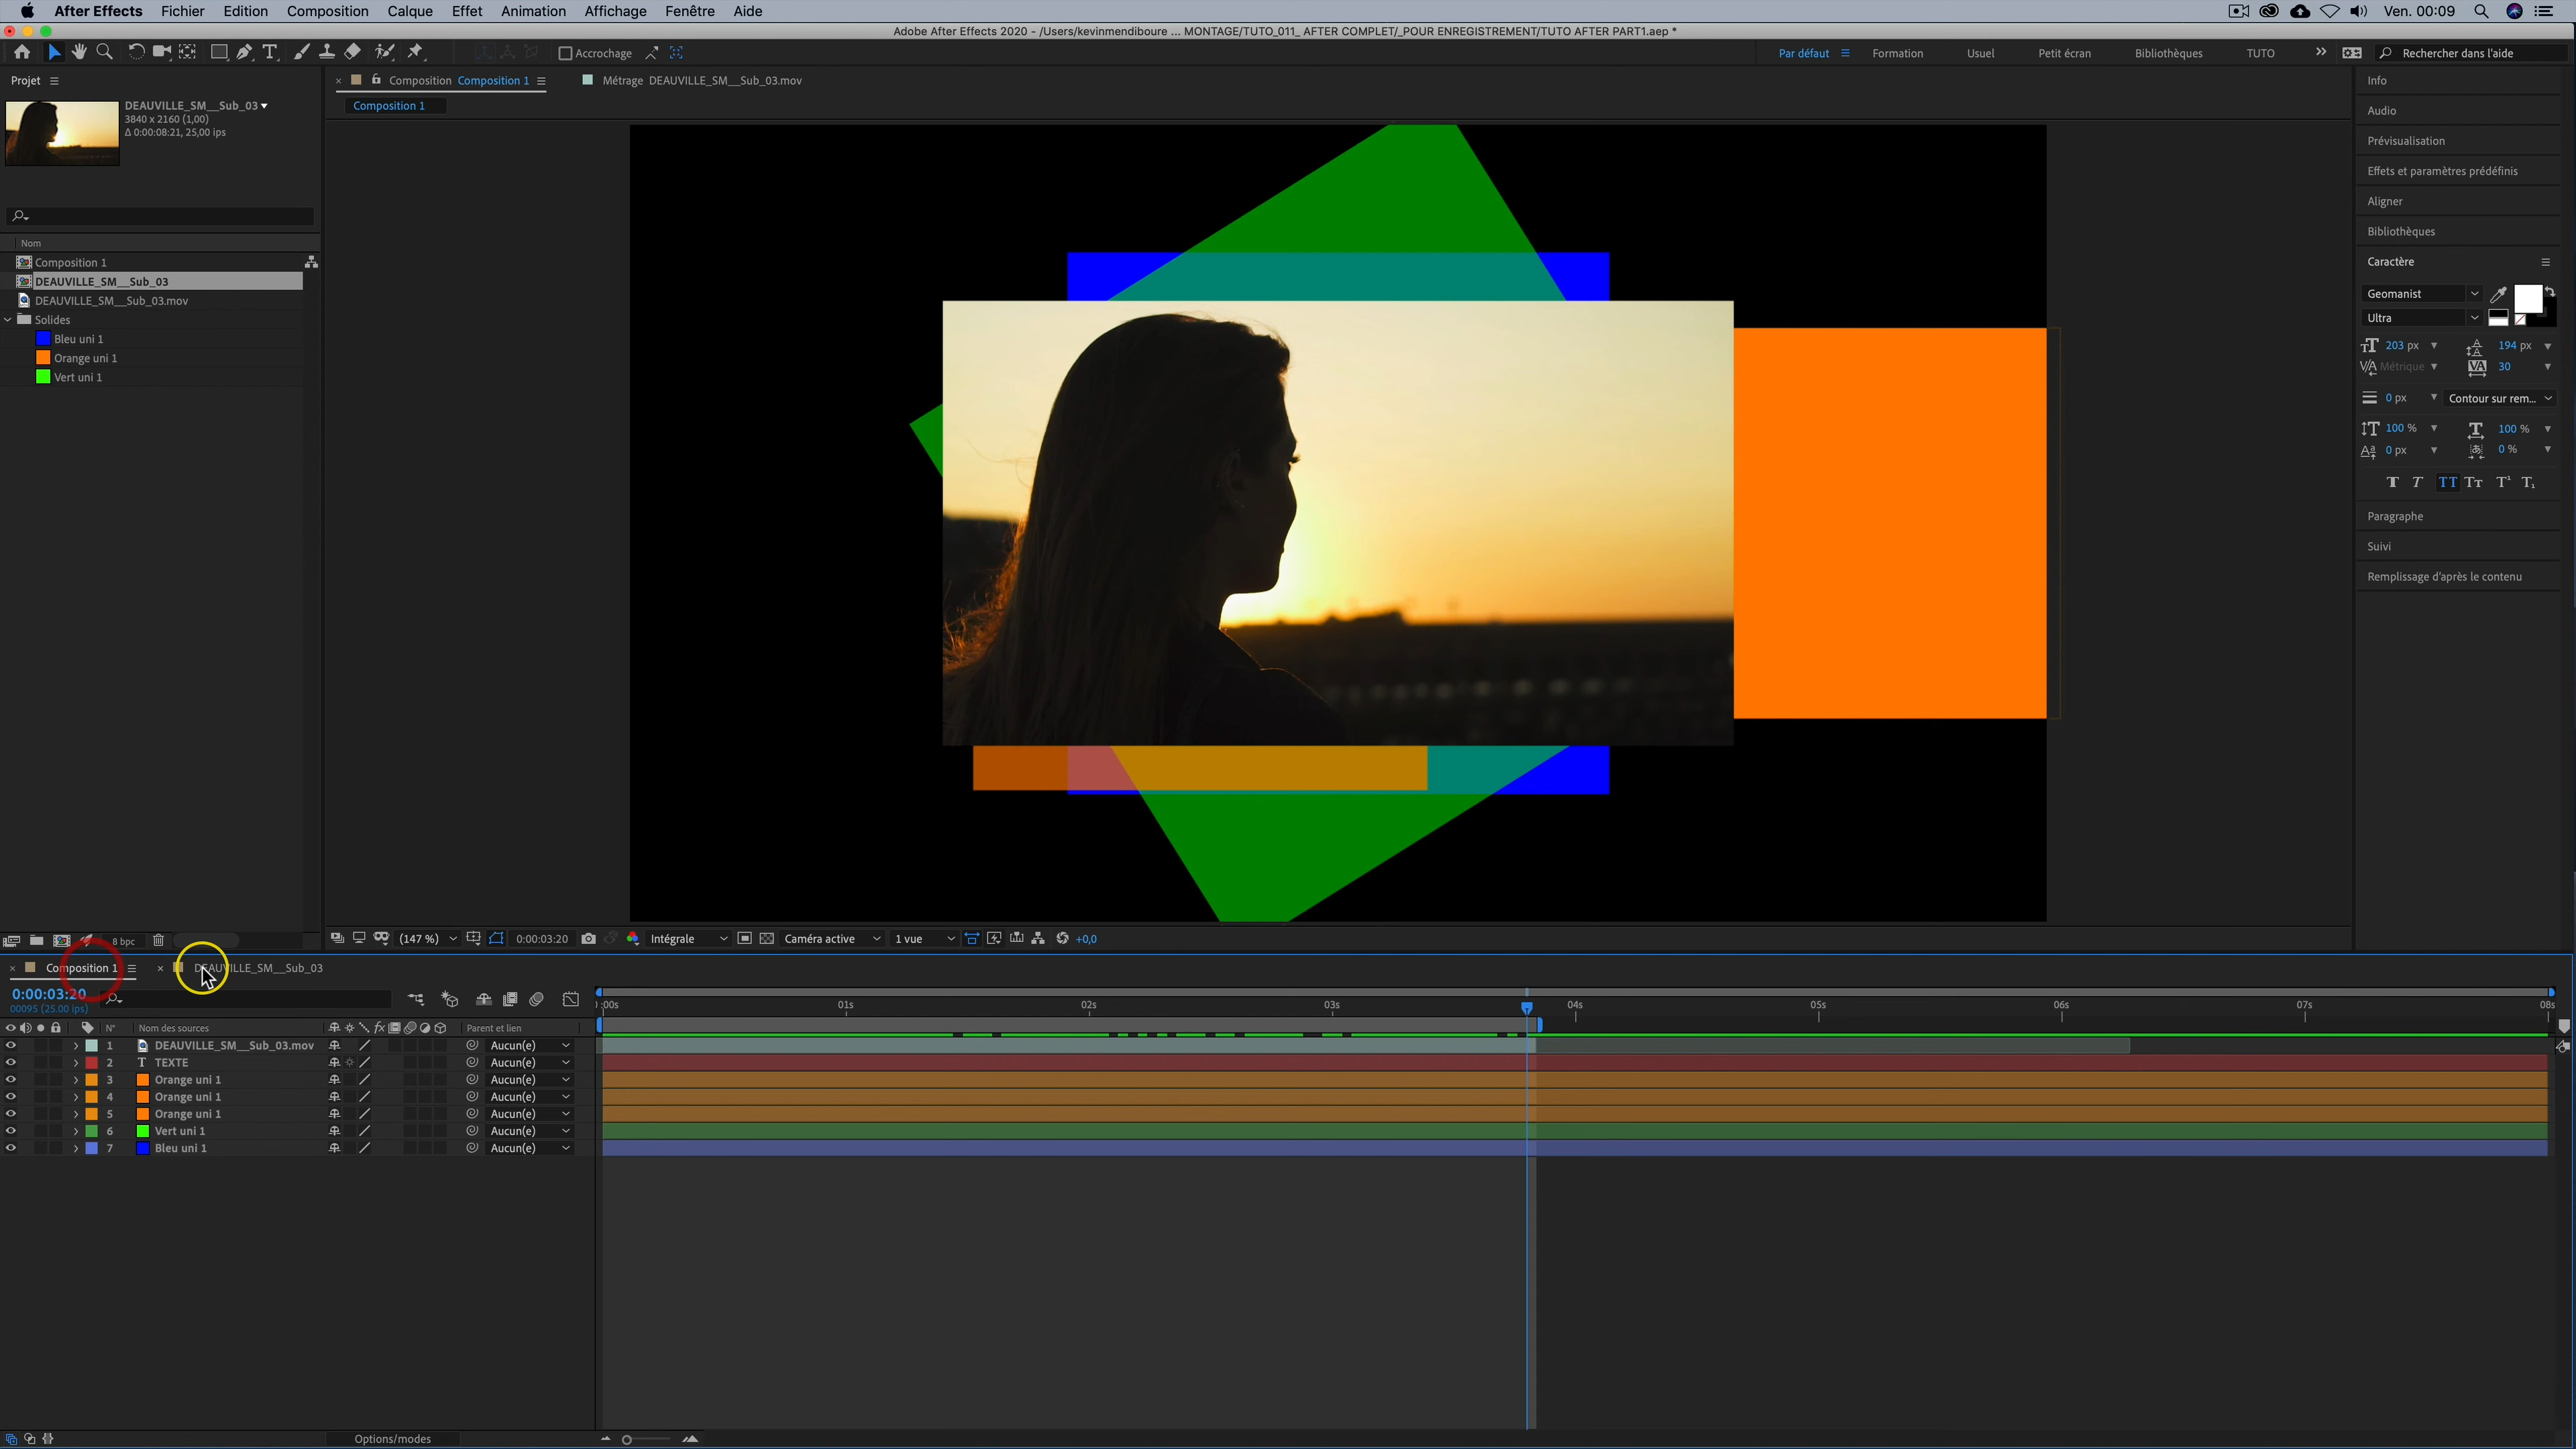 After Effects Fichier Edition Composition Calque Effet Animation Affichage Fenêtre Aide Ven. 00:09
Adobe After Effects 2020 - /Users/kevinmendiboure ... MONTAGE/TUTO_011_ AFTER COMPLET/_POUR ENREGISTREMENT/TUTO AFTER PART1.aep *
Accrochage Par défaut Formation Usuel Petit écran Bibliothèques TUTO Rechercher dans l'aide
Projet
DEAUVILLE_SM__Sub_03
3840 x 2160 (1,00)
Δ 0:00:08:21, 25,00 ips
Nom
Composition 1
DEAUVILLE_SM__Sub_03
DEAUVILLE_SM__Sub_03.mov
Solides
Bleu uni 1
Orange uni 1
Vert uni 1
8 bpc
Composition Composition 1 Métrage DEAUVILLE_SM__Sub_03.mov
Composition 1
(147 %) 0:00:03:20 Intégrale Caméra active 1 vue +0,0
Info
Audio
Prévisualisation
Effets et paramètres prédéfinis
Aligner
Bibliothèques
Caractère
Geomanist
Ultra
203 px 194 px
Métrique 30
0 px Contour sur rem...
100 % 100 %
0 px 0 %
Paragraphe
Suivi
Remplissage d'après le contenu
Composition 1 DEAUVILLE_SM__Sub_03
0:00:03:20
00095 (25.00 ips)
:00s 01s 02s 03s 04s 05s 06s 07s 08s
N° Nom des sources Parent et lien
1 DEAUVILLE_SM__Sub_03.mov Aucun(e)
2 TEXTE Aucun(e)
3 Orange uni 1 Aucun(e)
4 Orange uni 1 Aucun(e)
5 Orange uni 1 Aucun(e)
6 Vert uni 1 Aucun(e)
7 Bleu uni 1 Aucun(e)
Options/modes